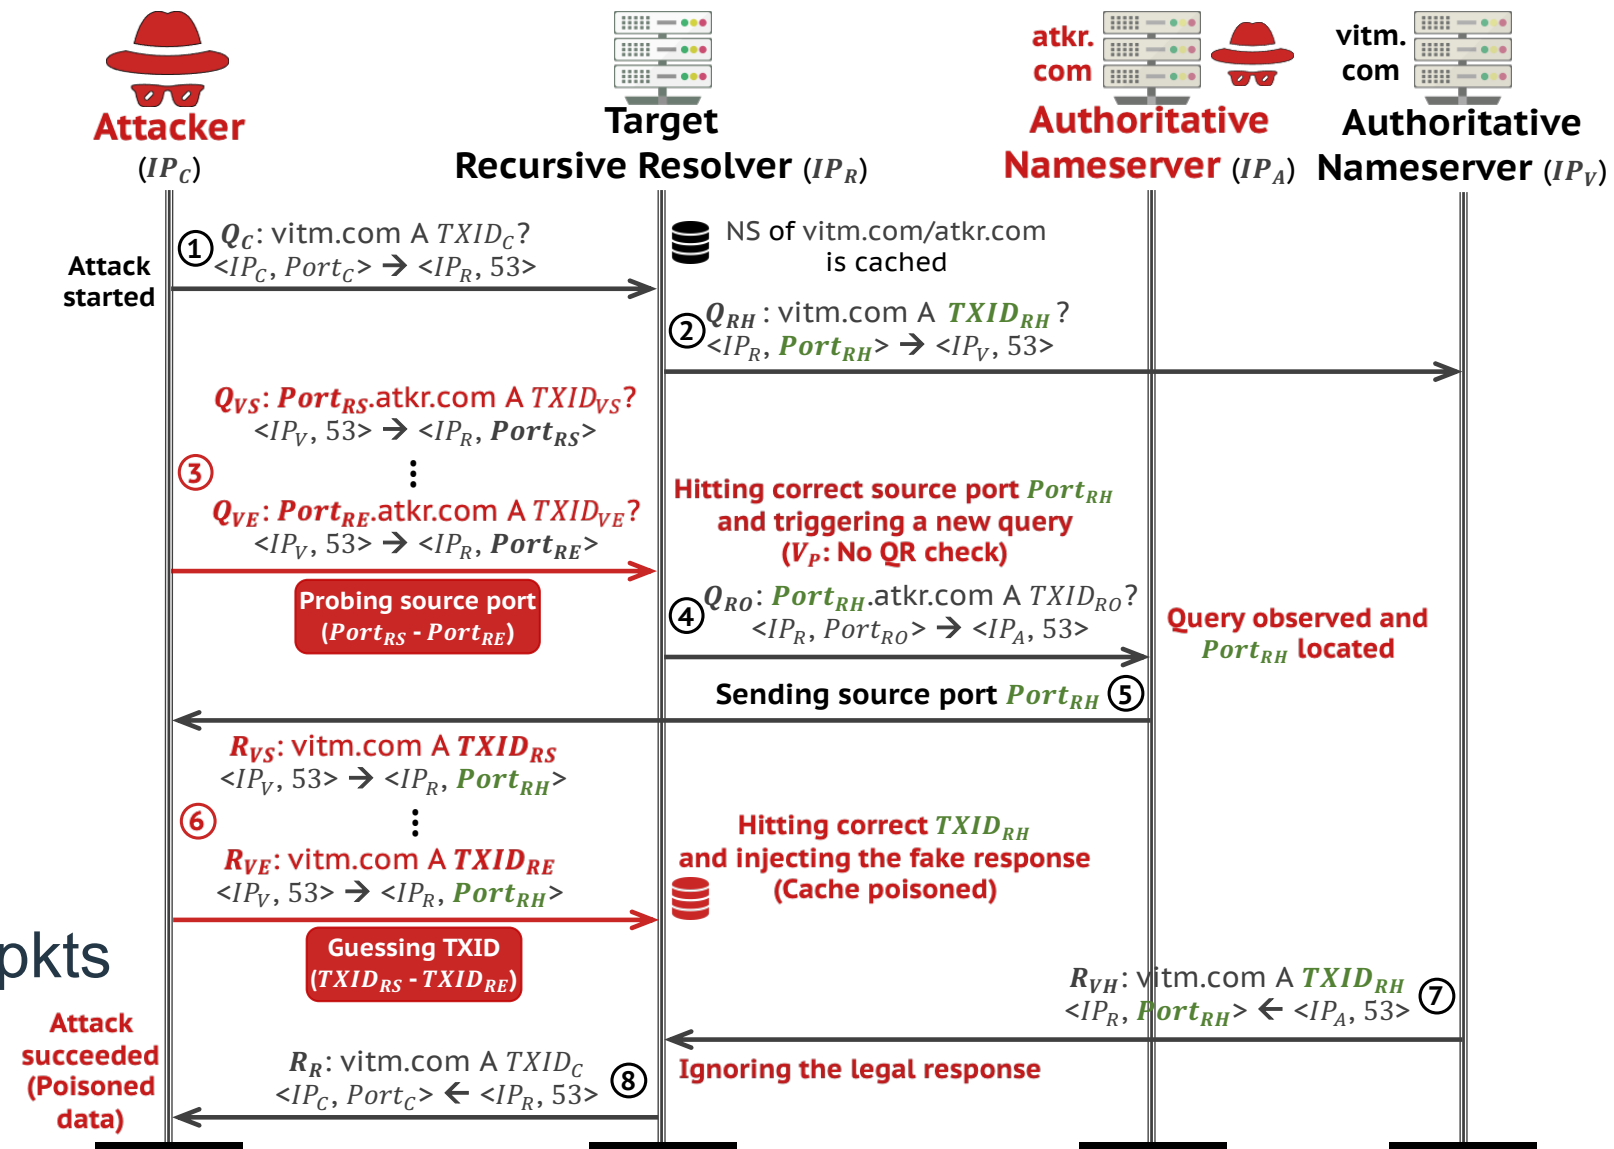 atkr.
com
vitm.
com
Attacker
(IP_C)
Target
Recursive Resolver (IP_R)
Authoritative
Nameserver (IP_A)
Authoritative
Nameserver (IP_V)
Attack
started
① Q_C: vitm.com A TXID_C?
<IP_C, Port_C> → <IP_R, 53>
NS of vitm.com/atkr.com
is cached
② Q_RH : vitm.com A TXID_RH ?
<IP_R, Port_RH> → <IP_V, 53>
③
Q_VS: Port_RS.atkr.com A TXID_VS?
<IP_V, 53> → <IP_R, Port_RS>
⋮
Q_VE: Port_RE.atkr.com A TXID_VE?
<IP_V, 53> → <IP_R, Port_RE>
Probing source port
(Port_RS - Port_RE)
Hitting correct source port Port_RH
and triggering a new query
(V_P: No QR check)
④ Q_RO: Port_RH.atkr.com A TXID_RO?
<IP_R, Port_RO> → <IP_A, 53>
Query observed and
Port_RH located
Sending source port Port_RH ⑤
⑥
R_VS: vitm.com A TXID_RS
<IP_V, 53> → <IP_R, Port_RH>
⋮
R_VE: vitm.com A TXID_RE
<IP_V, 53> → <IP_R, Port_RH>
Guessing TXID
(TXID_RS - TXID_RE)
Hitting correct TXID_RH
and injecting the fake response
(Cache poisoned)
pkts
R_VH: vitm.com A TXID_RH
<IP_R, Port_RH> ← <IP_A, 53> ⑦
Ignoring the legal response
R_R: vitm.com A TXID_C
<IP_C, Port_C> ← <IP_R, 53> ⑧
Attack
succeeded
(Poisoned
data)